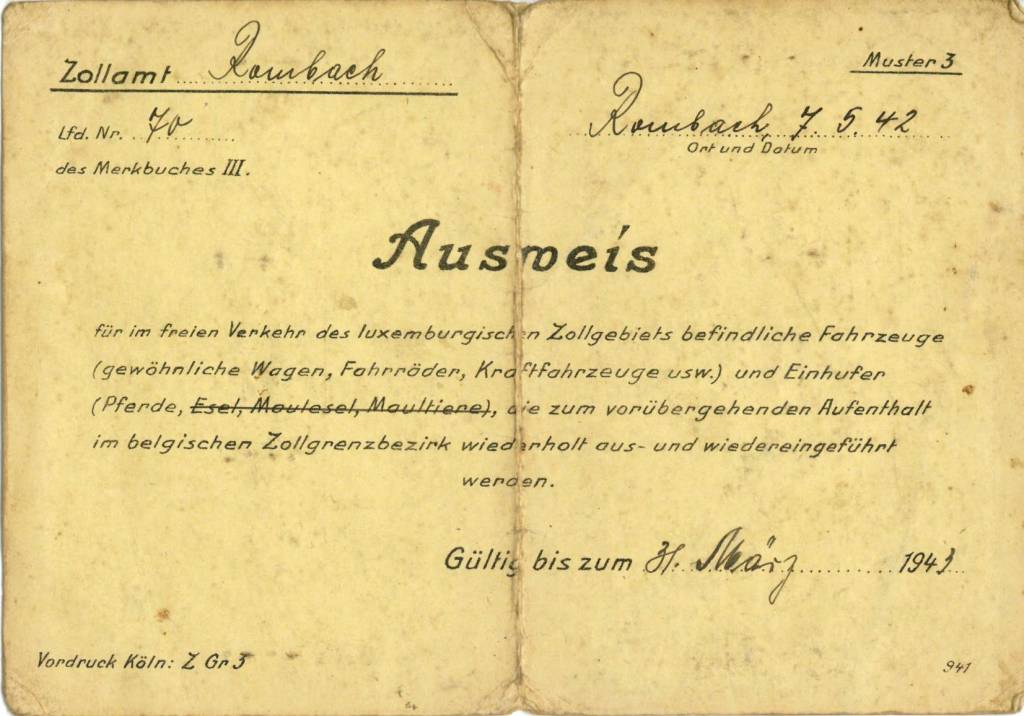 Zollamt Rombach
Muster 3
Lfd. Nr. 70
Rombach, 7. 5. 42
Ort und Datum
des Merkbuches III.
Ausweis
für im freien Verkehr des luxemburgischen Zollgebiets befindliche Fahrzeuge
(gewöhnliche Wagen, Fahrräder, Kraftfahrzeuge usw.) und Einhufer
(Pferde, Esel, Maulesel, Maultiere), die zum vorübergehenden Aufenthalt
im belgischen Zollgrenzbezirk wiederholt aus- und wiedereingeführt
werden.
Gültig bis zum 31. März 1943
Vordruck Köln: Z Gr 3
941